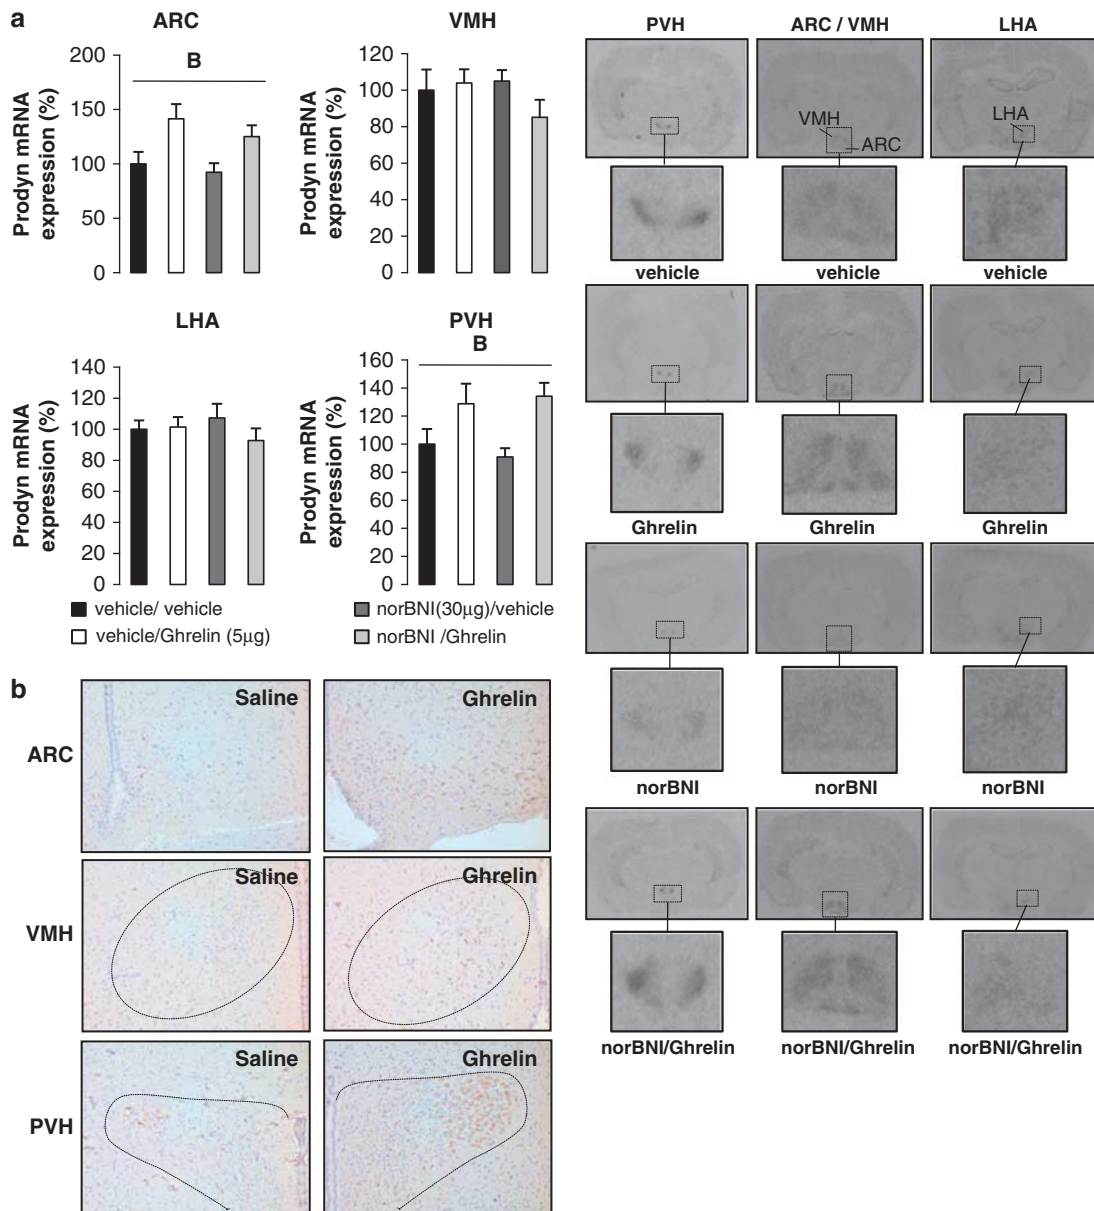 a
ARC
B
Prodyn mRNA
expression (%)
200
150
100
50
0
VMH
Prodyn mRNA
expression (%)
120
100
80
60
40
20
0
LHA
Prodyn mRNA
expression (%)
140
120
100
80
60
40
20
0
PVH
B
Prodyn mRNA
expression (%)
160
140
120
100
80
60
40
20
0
vehicle/ vehicle
vehicle/Ghrelin (5µg)
norBNI(30µg)/vehicle
norBNI /Ghrelin
PVH
ARC / VMH
LHA
VMH
ARC
LHA
vehicle
vehicle
vehicle
Ghrelin
Ghrelin
Ghrelin
norBNI
norBNI
norBNI
norBNI/Ghrelin
norBNI/Ghrelin
norBNI/Ghrelin
b
ARC
Saline
Ghrelin
VMH
Saline
Ghrelin
PVH
Saline
Ghrelin